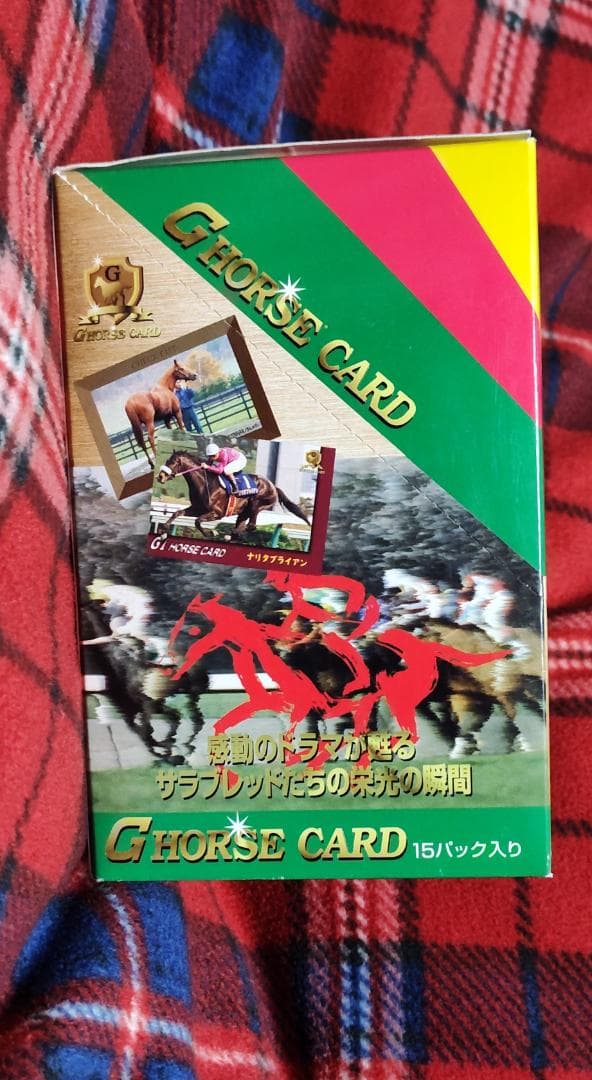 G HORSE CARD
G
G HORSE CARD
G1 HORSE CARD
ナリタブライアン
感動のドラマが甦る
サラブレッドたちの栄光の瞬間
G HORSE CARD 15パック入り